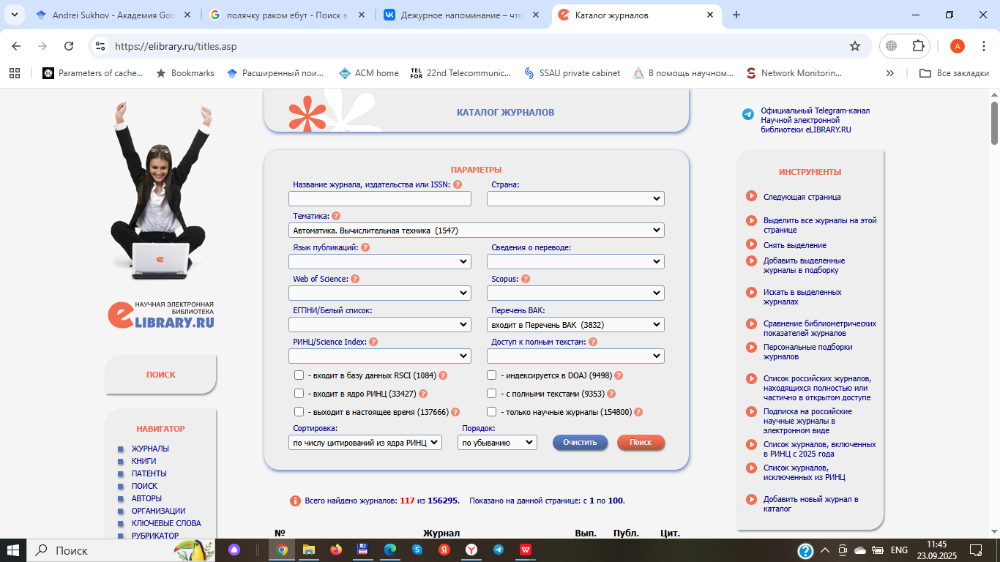 Andrei Sukhov - Академия Goo
полячку раком ебут - Поиск в
Дежурное напоминание – что
Каталог журналов
https://elibrary.ru/titles.asp
A
Parameters of cache...
Bookmarks
Расширенный пои...
ACM home
TEL FOR
22nd Telecommunic...
SSAU private cabinet
В помощь научном...
Network Monitorin...
Все закладки
НАУЧНАЯ ЭЛЕКТРОННАЯ
БИБЛИОТЕКА
eLIBRARY.RU
ПОИСК
НАВИГАТОР
ЖУРНАЛЫ
КНИГИ
ПАТЕНТЫ
ПОИСК
АВТОРЫ
ОРГАНИЗАЦИИ
КЛЮЧЕВЫЕ СЛОВА
РУБРИКАТОР
КАТАЛОГ ЖУРНАЛОВ
ПАРАМЕТРЫ
Название журнала, издательства или ISSN: ? Страна:
Тематика: ?
Автоматика. Вычислительная техника (1547)
Язык публикаций: ? Сведения о переводе:
Web of Science: ? Scopus: ?
ЕГПНИ/Белый список: Перечень ВАК:
входит в Перечень ВАК (3832)
РИНЦ/Science Index: ? Доступ к полным текстам: ?
- входит в базу данных RSCI (1084) ? - индексируется в DOAJ (9498) ?
- входит в ядро РИНЦ (33427) ? - с полными текстами (9353) ?
- выходит в настоящее время (137666) ? - только научные журналы (154800) ?
Сортировка: Порядок:
по числу цитирований из ядра РИНЦ по убыванию Очистить Поиск
Всего найдено журналов: 117 из 156295. Показано на данной странице: с 1 по 100.
№ Журнал Вып. Публ. Цит.
Официальный Telegram-канал
Научной электронной
библиотеки eLIBRARY.RU
ИНСТРУМЕНТЫ
Следующая страница
Выделить все журналы на этой
странице
Снять выделение
Добавить выделенные
журналы в подборку
Искать в выделенных
журналах
Сравнение библиометрических
показателей журналов
Персональные подборки
журналов
Список российских журналов,
находящихся полностью или
частично в открытом доступе
Подписка на российские
научные журналы в
электронном виде
Список журналов, включенных
в РИНЦ с 2025 года
Список журналов,
исключенных из РИНЦ
Добавить новый журнал в
каталог
Поиск
ENG
11:45
23.09.2025